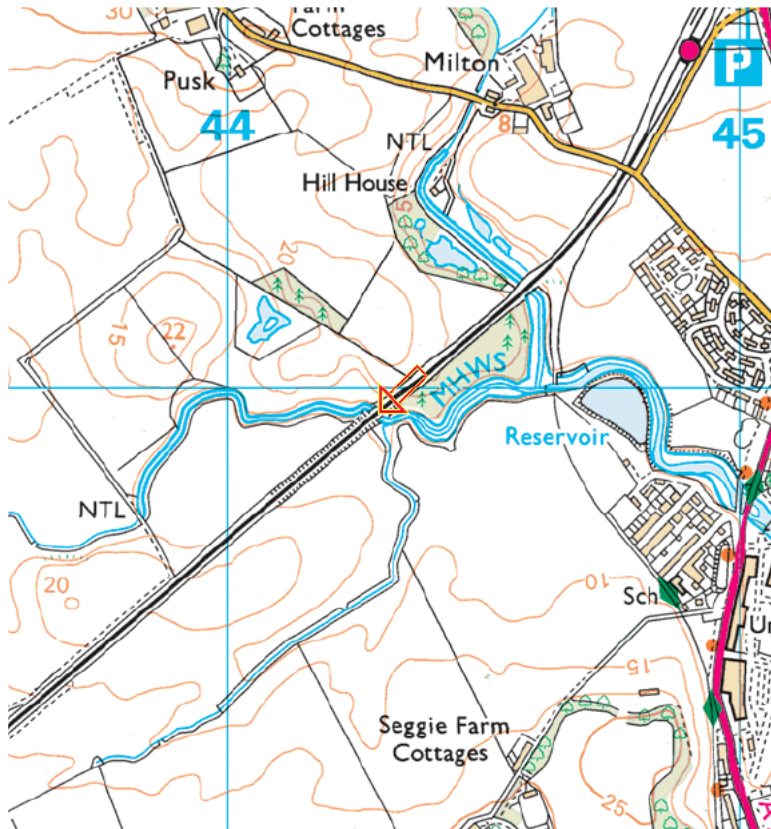 30
Farm
Cottages
Milton
P
Pusk
44
45
8
NTL
Hill House
5
20
15
22
MHWS
Reservoir
NTL
20
10
Sch
Un
15
Seggie Farm
Cottages
25